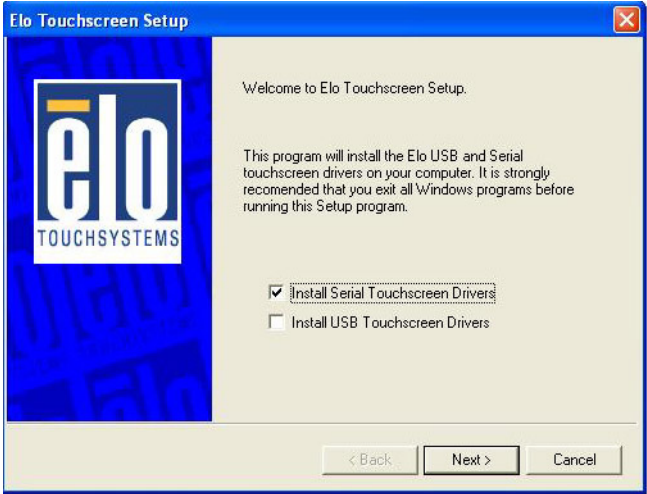 Elo Touchscreen Setup
elo
TOUCHSYSTEMS
Welcome to Elo Touchscreen Setup.
This program will install the Elo USB and Serial
touchscreen drivers on your computer. It is strongly
recomended that you exit all Windows programs before
running this Setup program.
Install Serial Touchscreen Drivers
Install USB Touchscreen Drivers
< Back
Next >
Cancel